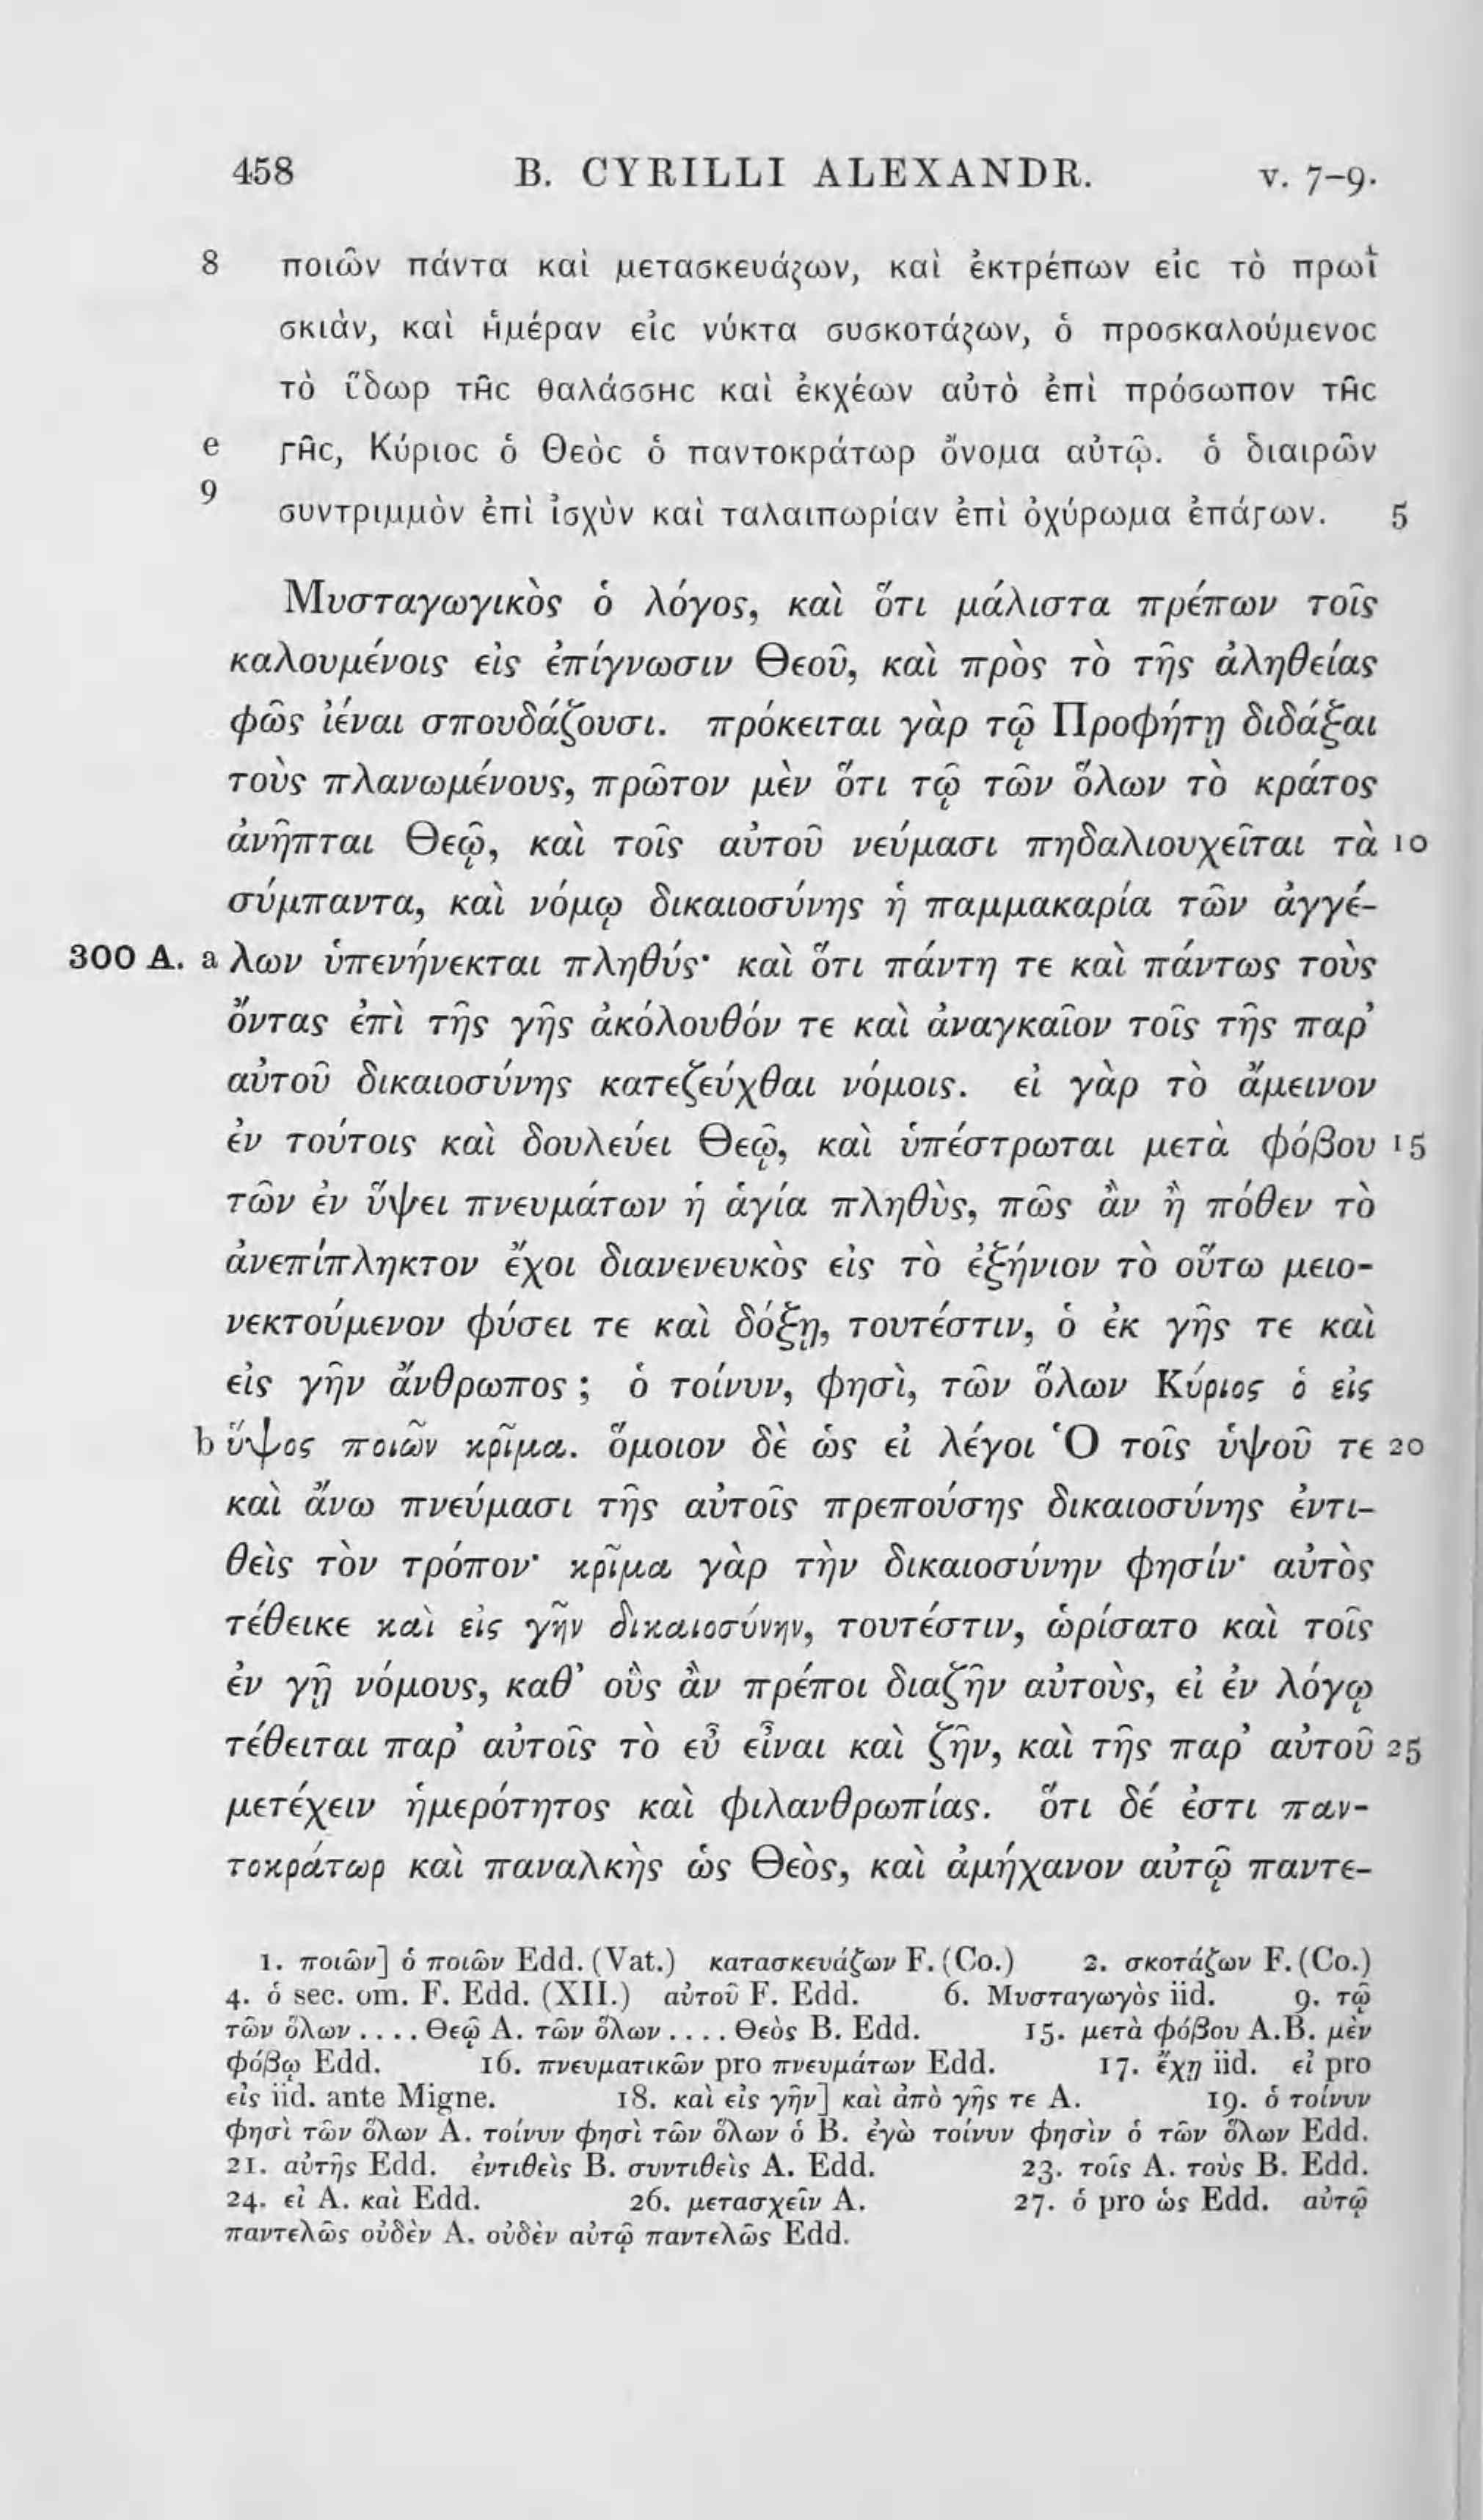 458 B. CYRILLI ALEXANDR. v. 7-9.
8 ποιῶν πάντα καὶ μετασκευάζων, καὶ ἐκτρέπων εἰς τὸ πρωῒ
σκιὰν, καὶ ἡμέραν εἰς νύκτα συσκοτάζων, ὁ προσκαλούμενος
τὸ ὕδωρ τῆς θαλάσσης καὶ ἐκχέων αὐτὸ ἐπὶ πρόσωπον τῆς
e γῆς, Κύριος ὁ Θεὸς ὁ παντοκράτωρ ὄνομα αὐτῷ. ὁ διαιρῶν
9 συντριμμὸν ἐπὶ ἰσχὺν καὶ ταλαιπωρίαν ἐπὶ ὀχύρωμα ἐπάγων. 5
Μυσταγωγικὸς ὁ λόγος, καὶ ὅτι μάλιστα πρέπων τοῖς
καλουμένοις εἰς ἐπίγνωσιν Θεοῦ, καὶ πρὸς τὸ τῆς ἀληθείας
φῶς ἰέναι σπουδάζουσι. πρόκειται γὰρ τῷ Προφήτῃ διδάξαι
τοὺς πλανωμένους, πρῶτον μὲν ὅτι τῷ τῶν ὅλων τὸ κράτος
ἀνῆπται Θεῷ, καὶ τοῖς αὐτοῦ νεύμασι πηδαλιουχεῖται τὰ 10
σύμπαντα, καὶ νόμῳ δικαιοσύνης ἡ παμμακαρία τῶν ἀγγέ-
300 A. a λων ὑπενήνεκται πληθύς· καὶ ὅτι πάντη τε καὶ πάντως τοὺς
ὄντας ἐπὶ τῆς γῆς ἀκόλουθόν τε καὶ ἀναγκαῖον τοῖς τῆς παρ’
αὐτοῦ δικαιοσύνης κατεζεύχθαι νόμοις. εἰ γὰρ τὸ ἄμεινον
ἐν τούτοις καὶ δουλεύει Θεῷ, καὶ ὑπέστρωται μετὰ φόβου 15
τῶν ἐν ὕψει πνευμάτων ἡ ἁγία πληθὺς, πῶς ἂν ἢ πόθεν τὸ
ἀνεπίπληκτον ἔχοι διανενευκὸς εἰς τὸ ἐξήνιον τὸ οὕτω μειο-
νεκτούμενον φύσει τε καὶ δόξῃ, τουτέστιν, ὁ ἐκ γῆς τε καὶ
εἰς γῆν ἄνθρωπος ; ὁ τοίνυν, φησὶ, τῶν ὅλων Κύριος ὁ εἰς
b ὕψος ποιῶν κρῖμα. ὅμοιον δὲ ὡς εἰ λέγοι Ὁ τοῖς ὑψοῦ τε 20
καὶ ἄνω πνεύμασι τῆς αὐτοῖς πρεπούσης δικαιοσύνης ἐντι-
θεὶς τὸν τρόπον· κρῖμα γὰρ τὴν δικαιοσύνην φησίν· αὐτὸς
τέθεικε καὶ εἰς γῆν δικαιοσύνην, τουτέστιν, ὡρίσατο καὶ τοῖς
ἐν γῇ νόμους, καθ’ οὓς ἂν πρέποι διαζῆν αὐτοὺς, εἰ ἐν λόγῳ
τέθειται παρ’ αὐτοῖς τὸ εὖ εἶναι καὶ ζῆν, καὶ τῆς παρ’ αὐτοῦ 25
μετέχειν ἡμερότητος καὶ φιλανθρωπίας. ὅτι δέ ἐστι παν-
τοκράτωρ καὶ παναλκὴς ὡς Θεὸς, καὶ ἀμήχανον αὐτῷ παντε-
1. ποιῶν] ὁ ποιῶν Edd. (Vat.) κατασκευάζων F. (Co.) 2. σκοτάζων F. (Co.)
4. ὁ sec. om. F. Edd. (XII.) αὐτοῦ F. Edd. 6. Μυσταγωγὸς iid. 9. τῷ
τῶν ὅλων .... Θεῷ A. τῶν ὅλων .... Θεὸς B. Edd. 15. μετὰ φόβου A.B. μὲν
φόβῳ Edd. 16. πνευματικῶν pro πνευμάτων Edd. 17. ἔχῃ iid. εἰ pro
εἰς iid. ante Migne. 18. καὶ εἰς γῆν] καὶ ἀπὸ γῆς τε A. 19. ὁ τοίνυν
φησὶ τῶν ὅλων A. τοίνυν φησὶ τῶν ὅλων ὁ B. ἐγὼ τοίνυν φησὶν ὁ τῶν ὅλων Edd.
21. αὐτῆς Edd. ἐντιθεὶς B. συντιθεὶς A. Edd. 23. τοῖς A. τοὺς B. Edd.
24. εἰ A. καὶ Edd. 26. μετασχεῖν A. 27. ὁ pro ὡς Edd. αὐτῷ
παντελῶς οὐδὲν A. οὐδὲν αὐτῷ παντελῶς Edd.